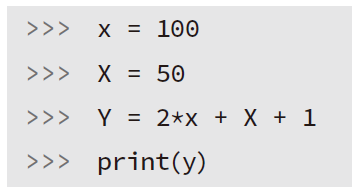 >>> x = 100
>>> X = 50
>>> Y = 2*x + X + 1
>>> print(y)